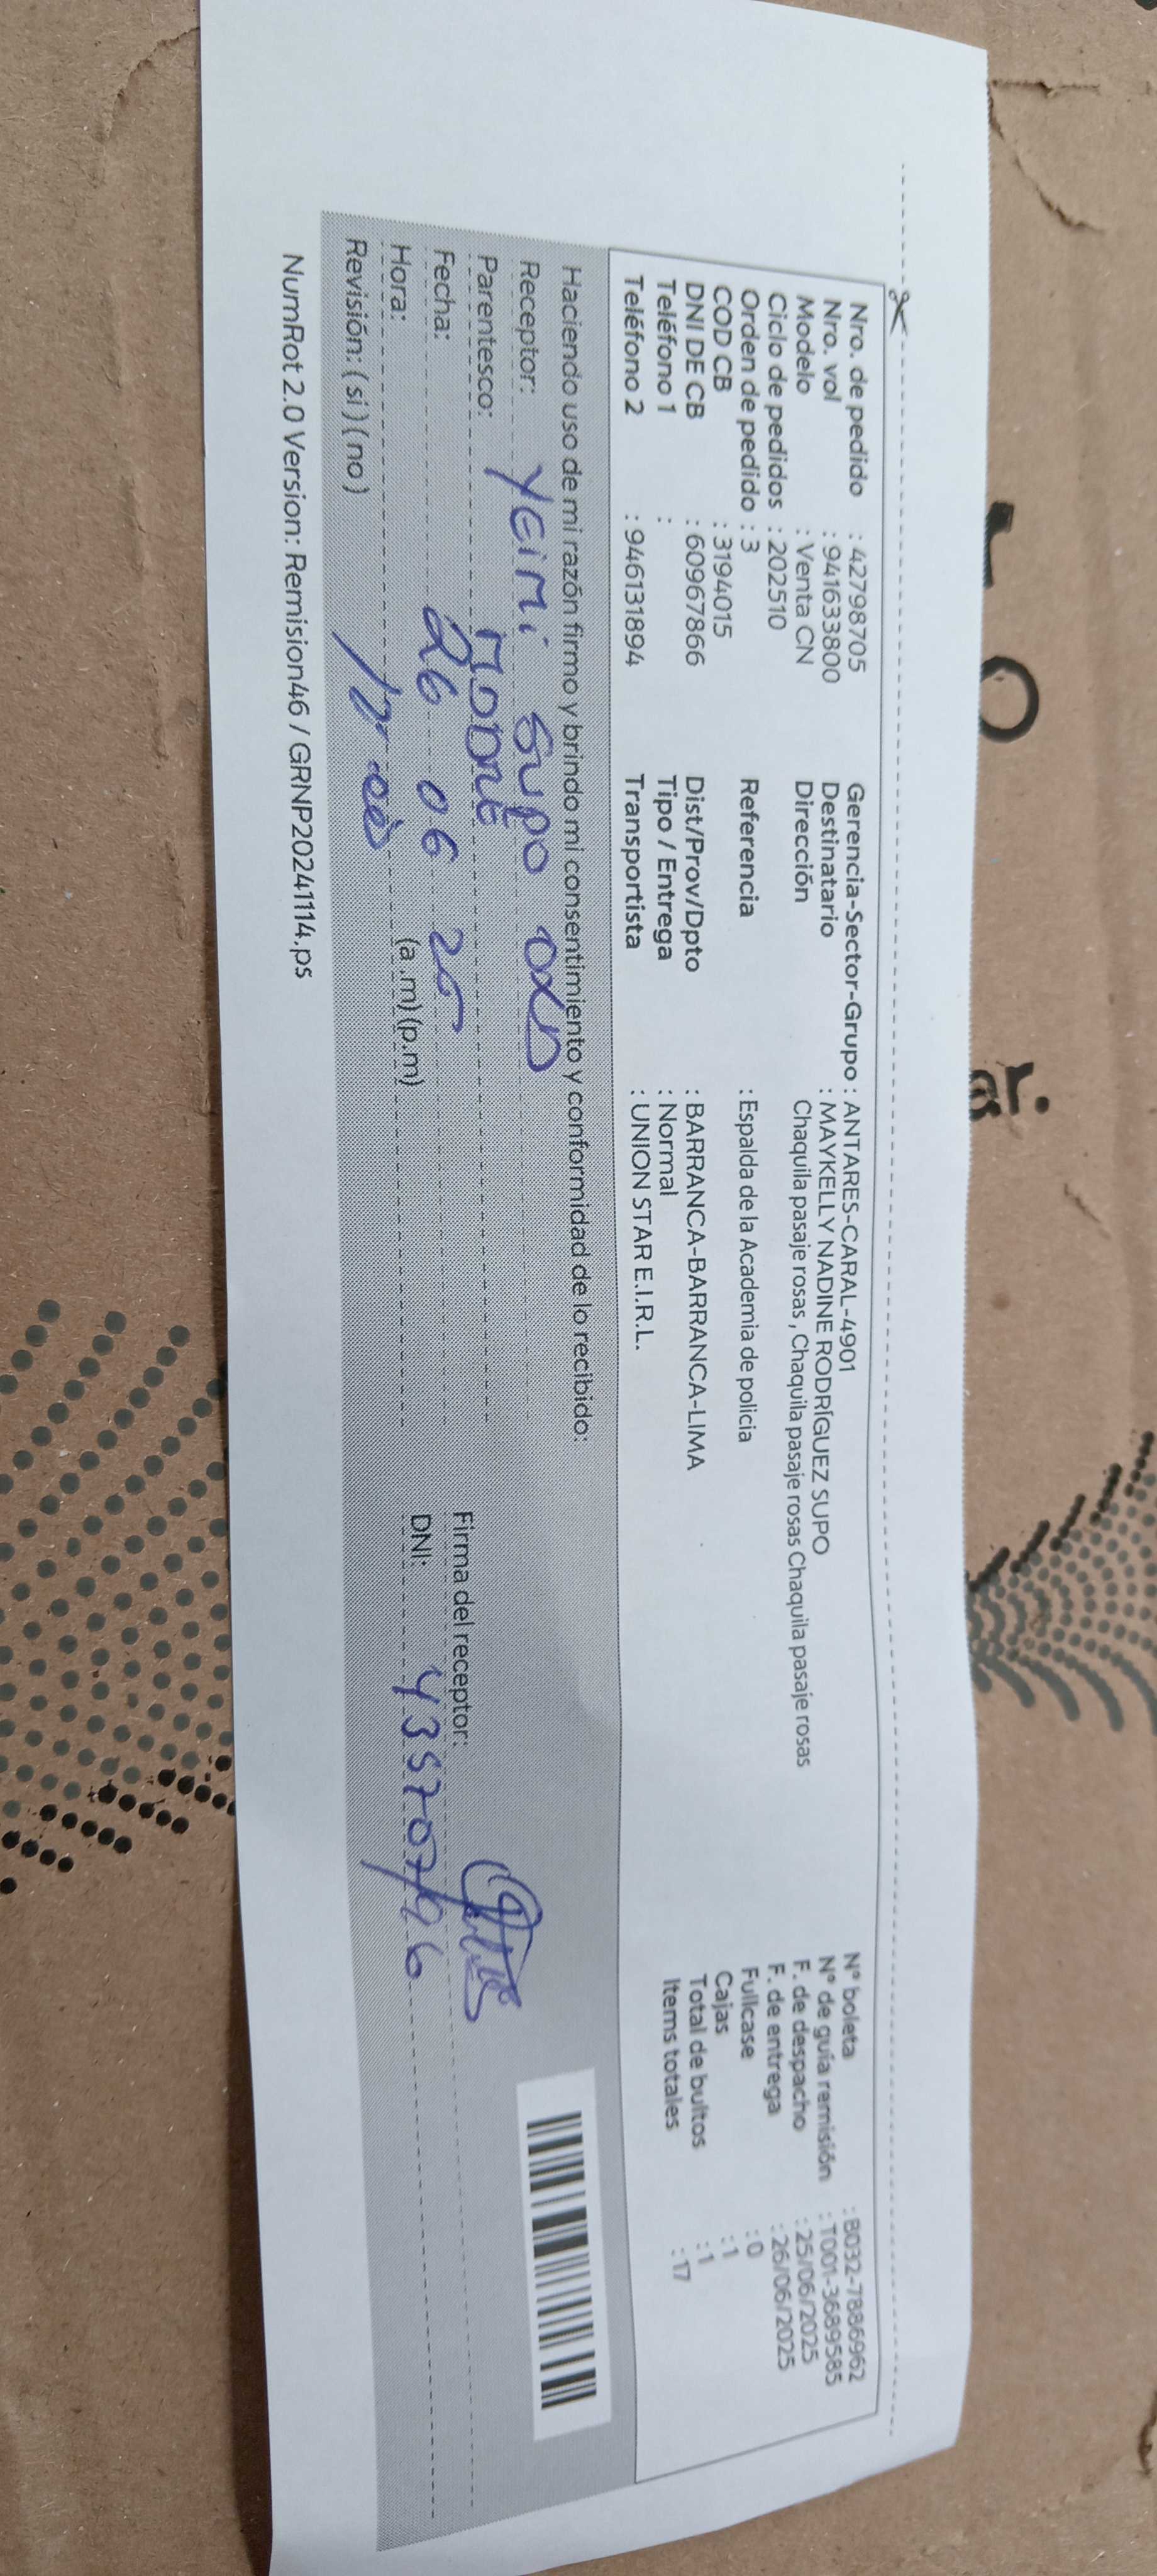 Nro. de pedido : 42798705
Nro. vol : 941633800
Modelo : Venta CN
Ciclo de pedidos : 202510
Orden de pedido : 3
COD CB : 3194015
DNI DE CB : 60967866
Teléfono 1 :
Teléfono 2 : 946131894
Gerencia-Sector-Grupo : ANTARES-CARAL-4901
Destinatario : MAYKELLY NADINE RODRÍGUEZ SUPO
Dirección Chaquila pasaje rosas , Chaquila pasaje rosas Chaquila pasaje rosas
Referencia : Espalda de la Academia de policia
Dist/Prov/Dpto : BARRANCA-BARRANCA-LIMA
Tipo / Entrega : Normal
Transportista : UNION STAR E.I.R.L.
N° boleta : B032-7886962
N° de guía remisión : T001-3689585
F. de despacho : 25/06/2025
F. de entrega : 26/06/2025
Fullcase : 0
Cajas : 1
Total de bultos : 1
Items totales : 17
Haciendo uso de mi razón firmo y brindo mi consentimiento y conformidad de lo recibido:
Receptor: YEIMI SUPO
Parentesco: MADRE
Fecha: 26 06 25
Hora: (a .m) (p.m)
Revisión: ( si ) ( no )
Firma del receptor:
DNI: 43570796
NumRot 2.0 Version: Remision46 / GRNP20241114.ps